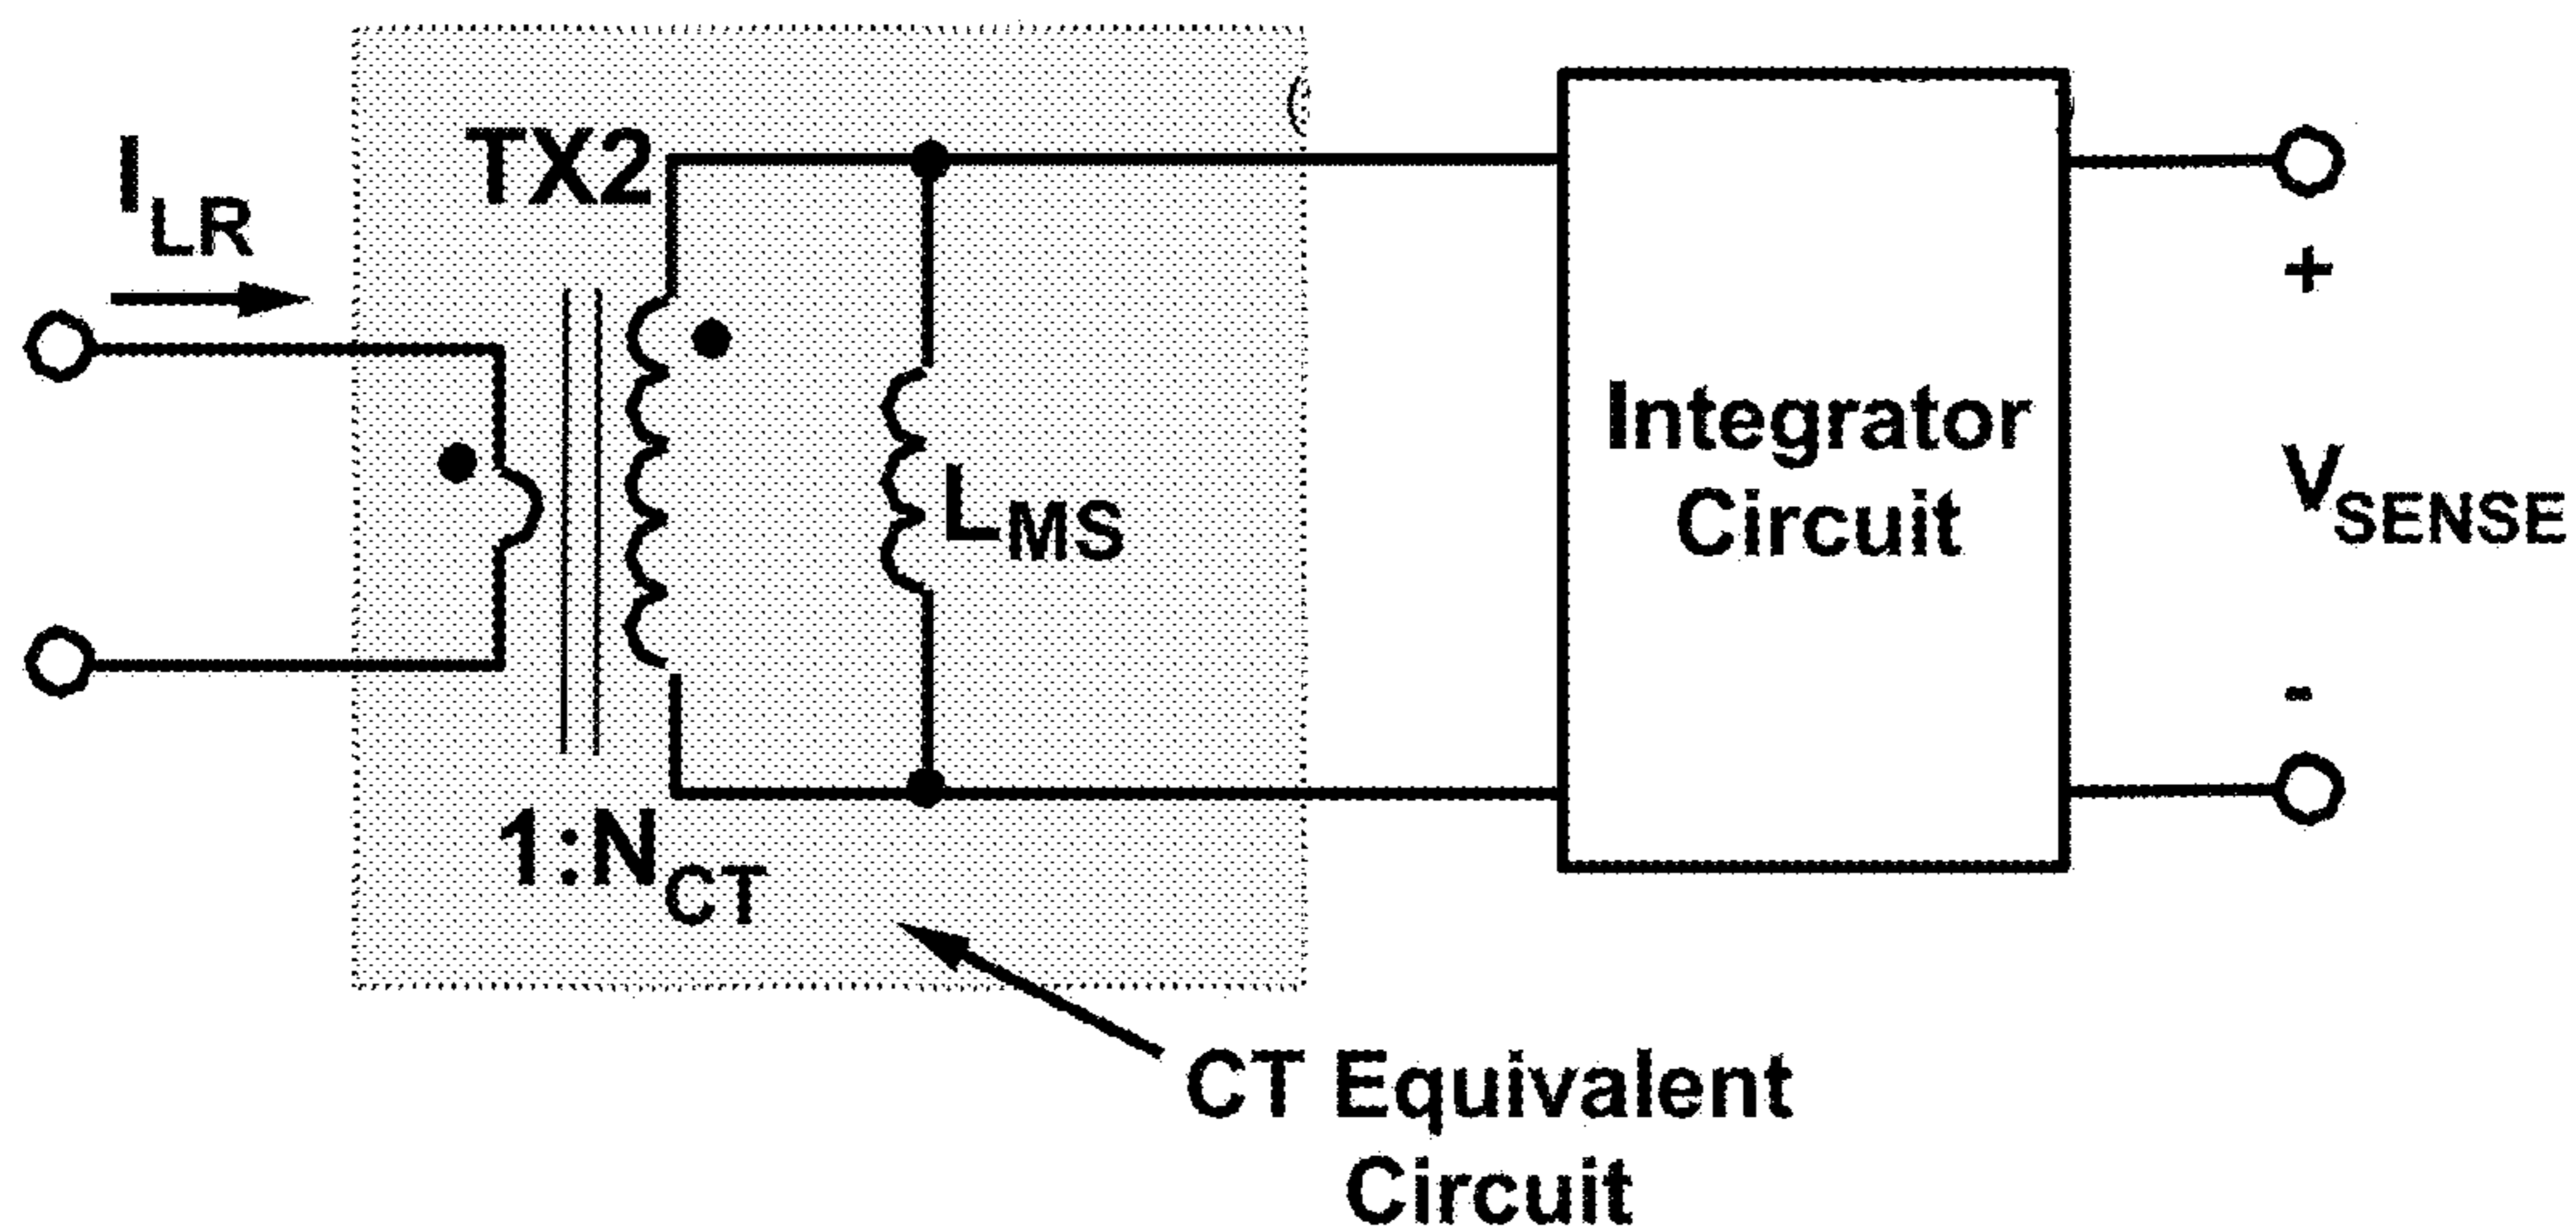 I_LR
TX2
L_MS
1:N_CT
Integrator
Circuit
+
V_SENSE
-
CT Equivalent
Circuit